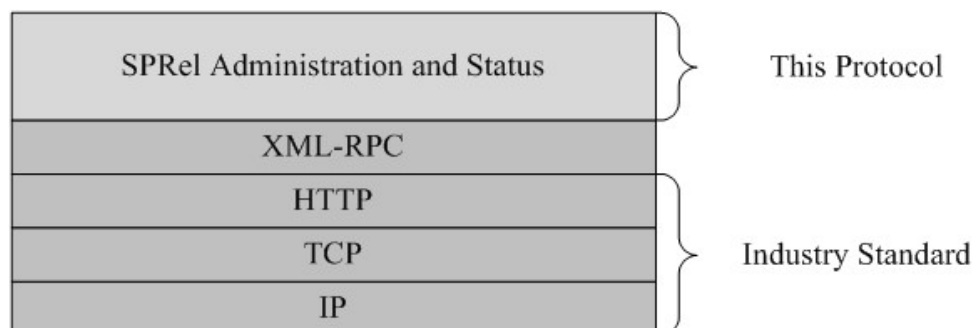 SPRel Administration and Status
This Protocol
XML-RPC
HTTP
TCP
Industry Standard
IP